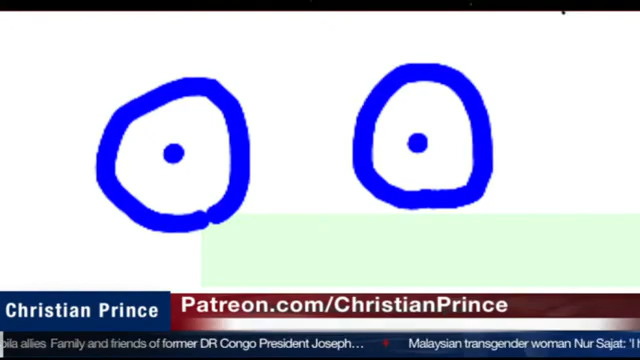 Christian Prince
Patreon.com/ChristianPrince
allies Family and friends of former DR Congo President Joseph... Malaysian transgender woman Nur Sajat: 'I